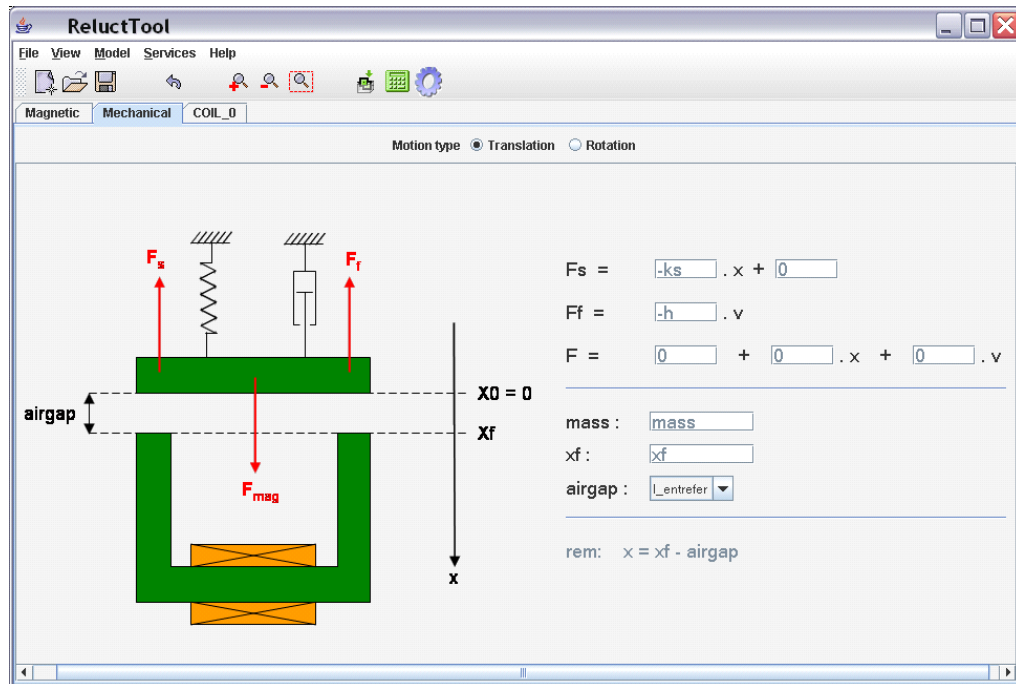 ReluctTool
File View Model Services Help
Magnetic Mechanical COIL_0
Motion type Translation Rotation
Fs Ff
Fs = -ks . x + 0
Ff = -h . v
F = 0 + 0 . x + 0 . v
airgap
X0 = 0
Xf
Fmag
x
mass : mass
xf : xf
airgap : l_entrefer
rem: x = xf - airgap